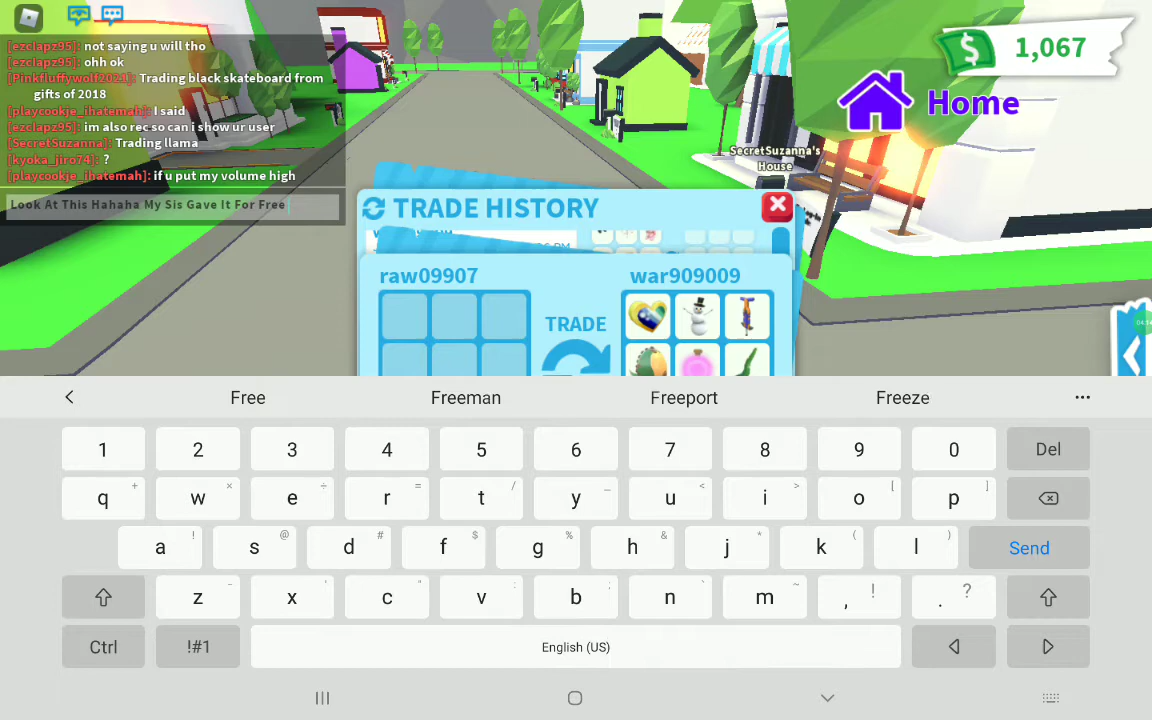 [ezclapz95]: not saying u will tho
[ezclapz95]: ohh ok
[Pinkfluffywolf2021]: Trading black skateboard from
gifts of 2018
[playcookje_ihatemah]: I said
[ezclapz95]: im also rec so can i show ur user
[SecretSuzanna]: Trading llama
[kyoka_jiro74]: ?
[playcookje_ihatemah]: if u put my volume high
Look At This Hahaha My Sis Gave It For Free
$ 1,067
Home
SecretSuzanna's
House
TRADE HISTORY
PM
raw09907 war909009
TRADE
Free Freeman Freeport Freeze
1 2 3 4 5 6 7 8 9 0 Del
q + w × e ÷ r = t / y _ u < i > o [ p ]
a ! s @ d # f $ g % h & j * k ( l ) Send
z - x ' c " v : b ; n ` m ~ , ! . ?
Ctrl !#1 English (US)